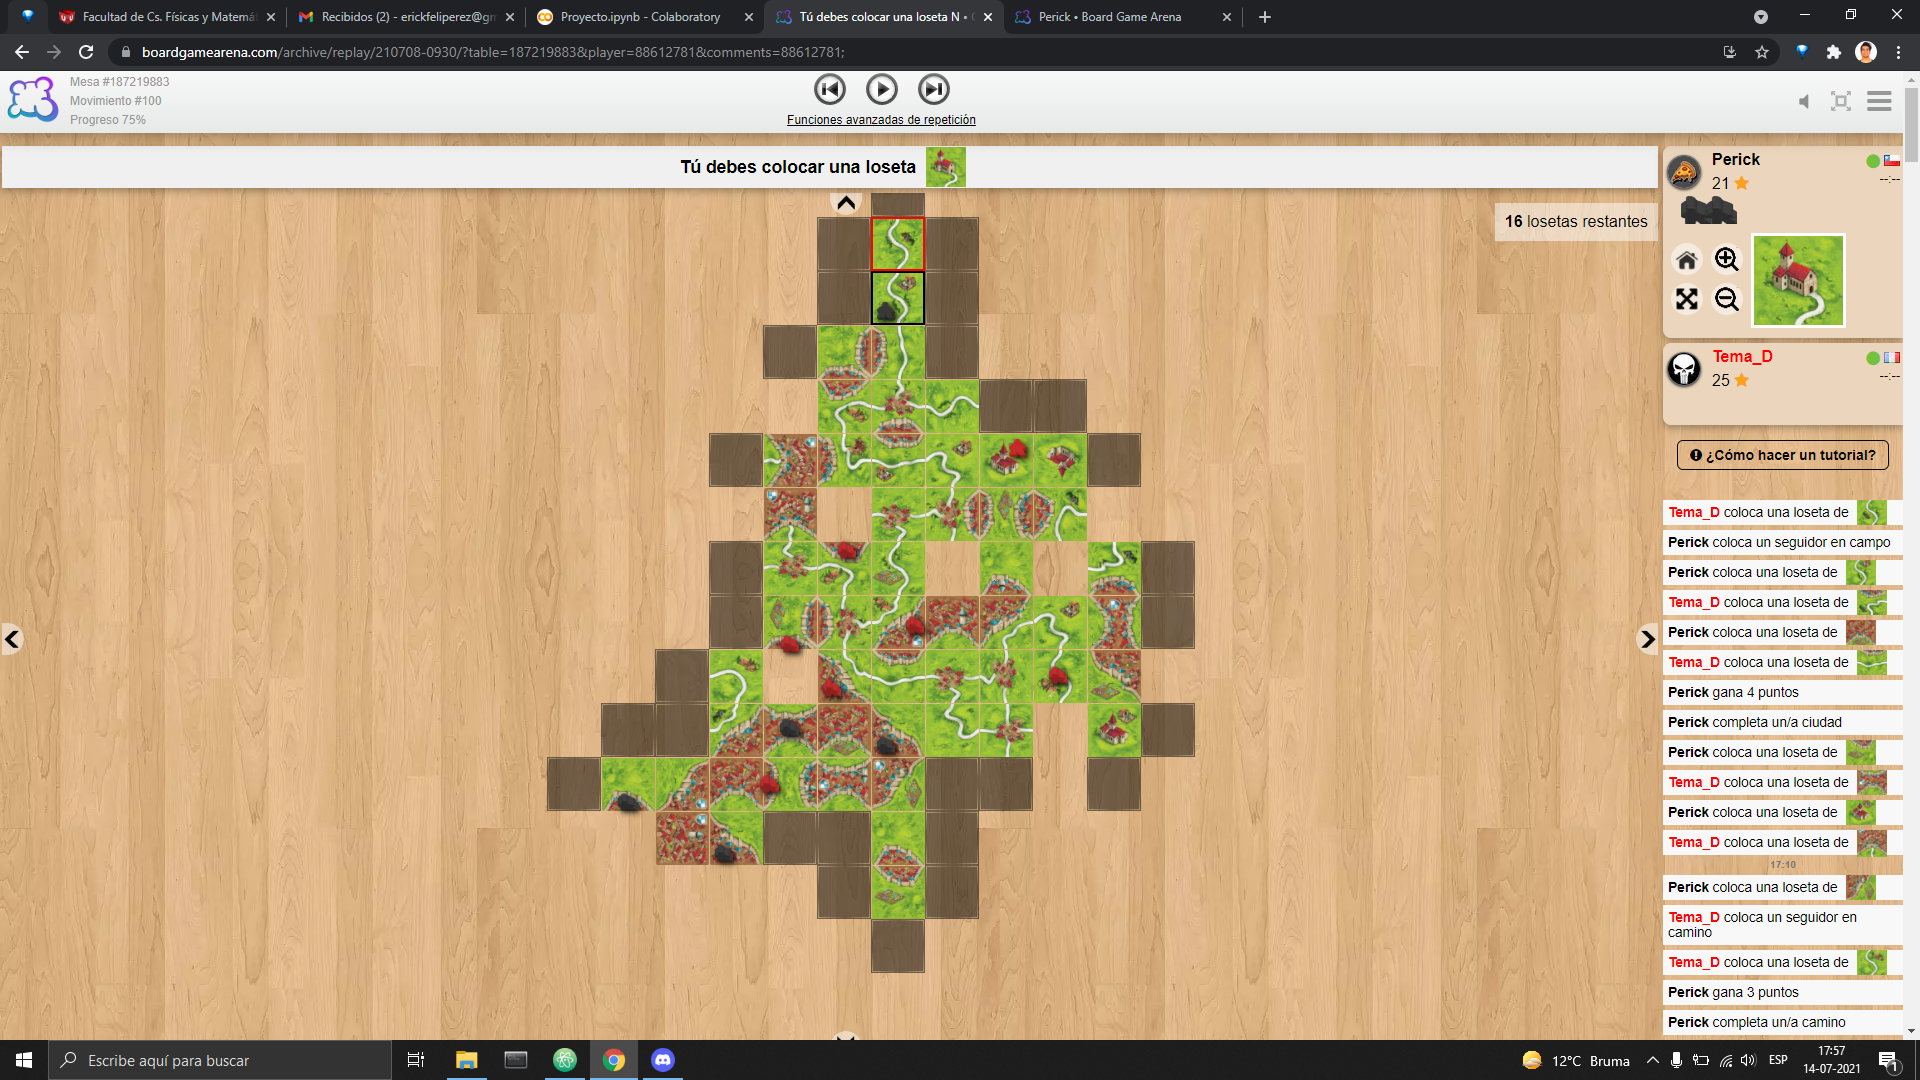 Facultad de Cs. Físicas y Matemá
Recibidos (2) - erickfeliperez@gm
Proyecto.ipynb - Colaboratory
Tú debes colocar una loseta N •
Perick • Board Game Arena
boardgamearena.com/archive/replay/210708-0930/?table=187219883&player=88612781&comments=88612781;
Mesa #187219883
Movimiento #100
Progreso 75%
Funciones avanzadas de repetición
Tú debes colocar una loseta
16 losetas restantes
Perick
21
--:--
Tema_D
25
--:--
¿Cómo hacer un tutorial?
Tema_D coloca una loseta de
Perick coloca un seguidor en campo
Perick coloca una loseta de
Tema_D coloca una loseta de
Perick coloca una loseta de
Tema_D coloca una loseta de
Perick gana 4 puntos
Perick completa un/a ciudad
Perick coloca una loseta de
Tema_D coloca una loseta de
Perick coloca una loseta de
Tema_D coloca una loseta de
17:10
Perick coloca una loseta de
Tema_D coloca un seguidor en
camino
Tema_D coloca una loseta de
Perick gana 3 puntos
Perick completa un/a camino
Escribe aquí para buscar
12°C Bruma
ESP
17:57
14-07-2021
1